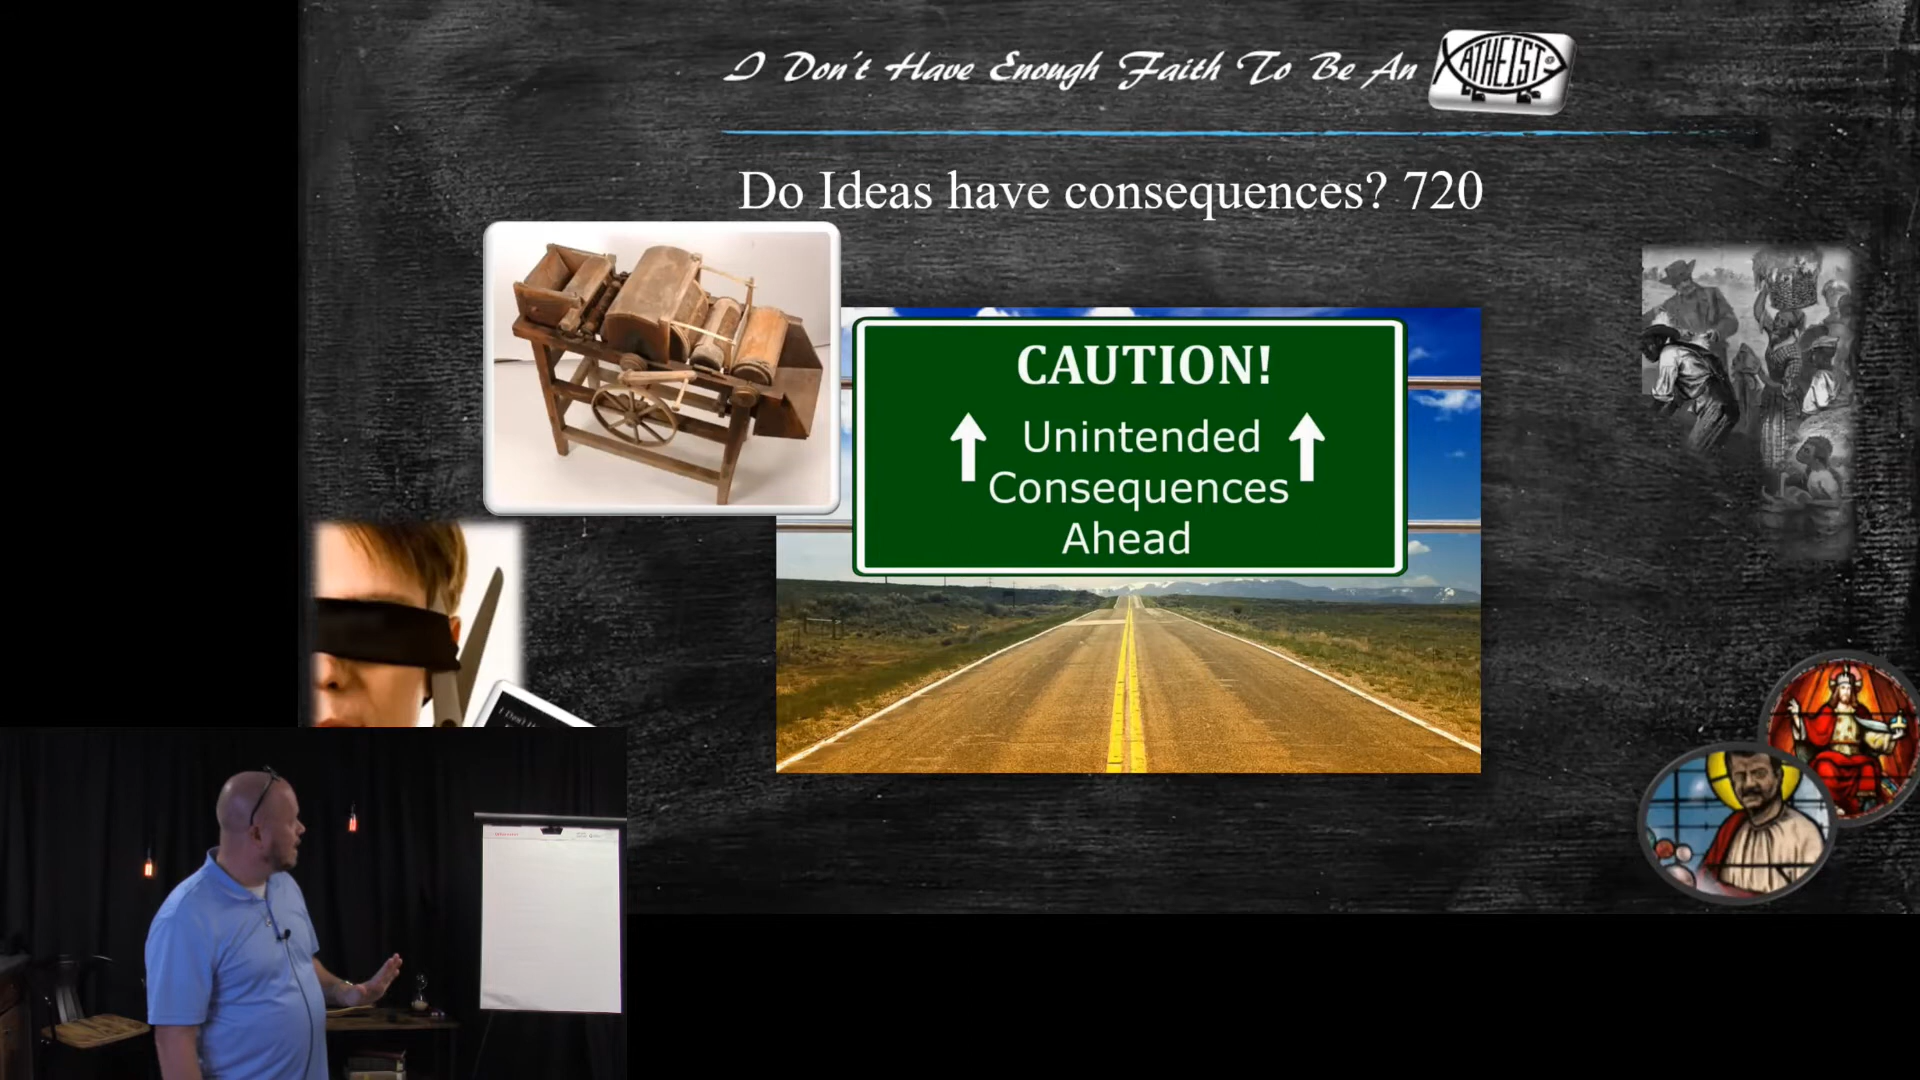 I Don't Have Enough Faith To Be An
ATHEIST
Do Ideas have consequences? 720
CAUTION!
Unintended
Consequences
Ahead